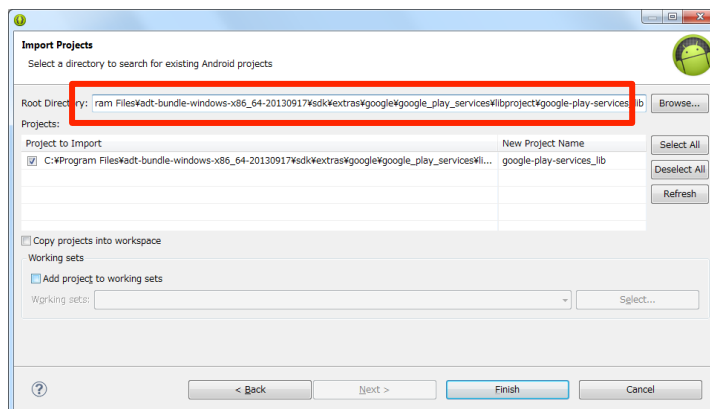 Import Projects
Select a directory to search for existing Android projects
Root Directory: ram Files¥adt-bundle-windows-x86_64-20130917¥sdk¥extras¥google¥google_play_services¥libproject¥google-play-services_lib Browse...
Projects:
Project to Import New Project Name Select All
C:¥Program Files¥adt-bundle-windows-x86_64-20130917¥sdk¥extras¥google¥google_play_services¥li... google-play-services_lib
Deselect All
Refresh
Copy projects into workspace
Working sets
Add project to working sets
Working sets: Select...
? < Back Next > Finish Cancel